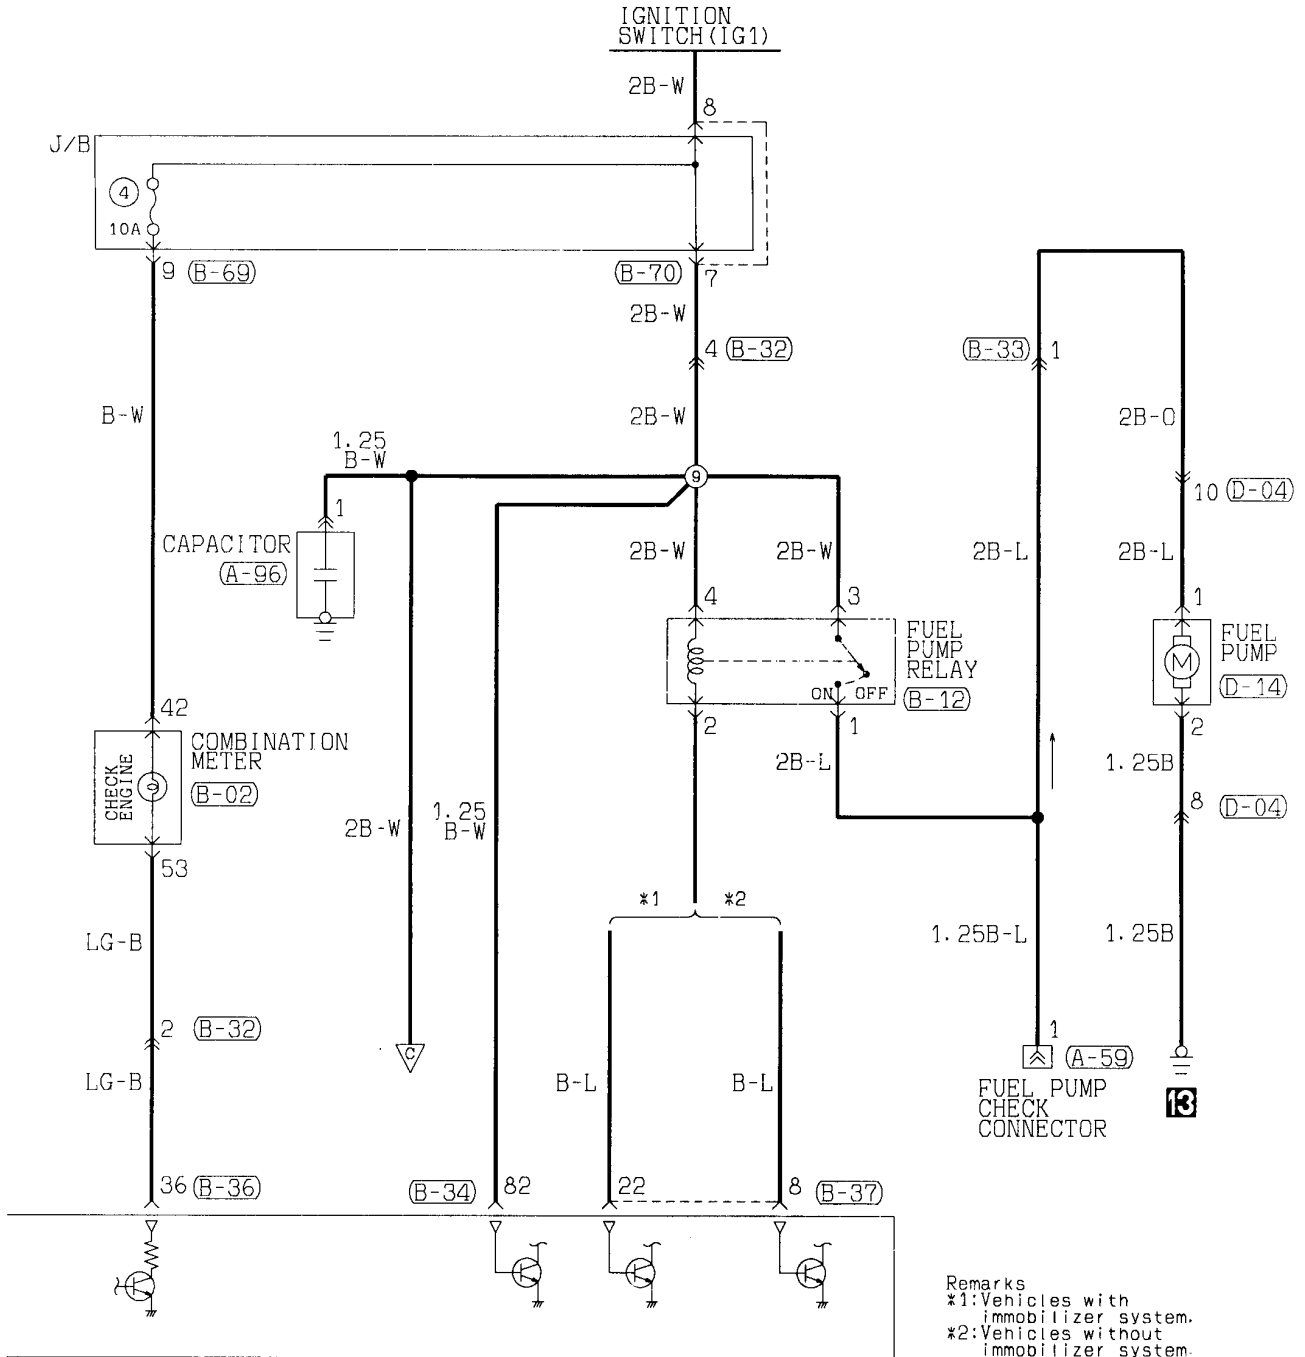 IGNITION
SWITCH(IG1)
2B-W
8
J/B
4
10A
9 (B-69)
(B-70) 7
2B-W
4 (B-32)
(B-33) 1
B-W
2B-W
2B-O
1.25
B-W
9
10 (D-04)
1
CAPACITOR
(A-96)
2B-W
2B-W
2B-L
2B-L
4
3
1
FUEL
PUMP
RELAY
(B-12)
ON OFF
FUEL
PUMP
(D-14)
M
42
2
1
2
COMBINATION
METER
(B-02)
CHECK
ENGINE
2B-L
1.25B
2B-W
1.25
B-W
8 (D-04)
53
*1
*2
LG-B
1.25B-L
1.25B
2 (B-32)
C
1
(A-59)
LG-B
B-L
B-L
FUEL PUMP
CHECK
CONNECTOR
13
36 (B-36)
(B-34) 82
22
8 (B-37)
Remarks
*1:Vehicles with
immobilizer system.
*2:Vehicles without
immobilizer system.